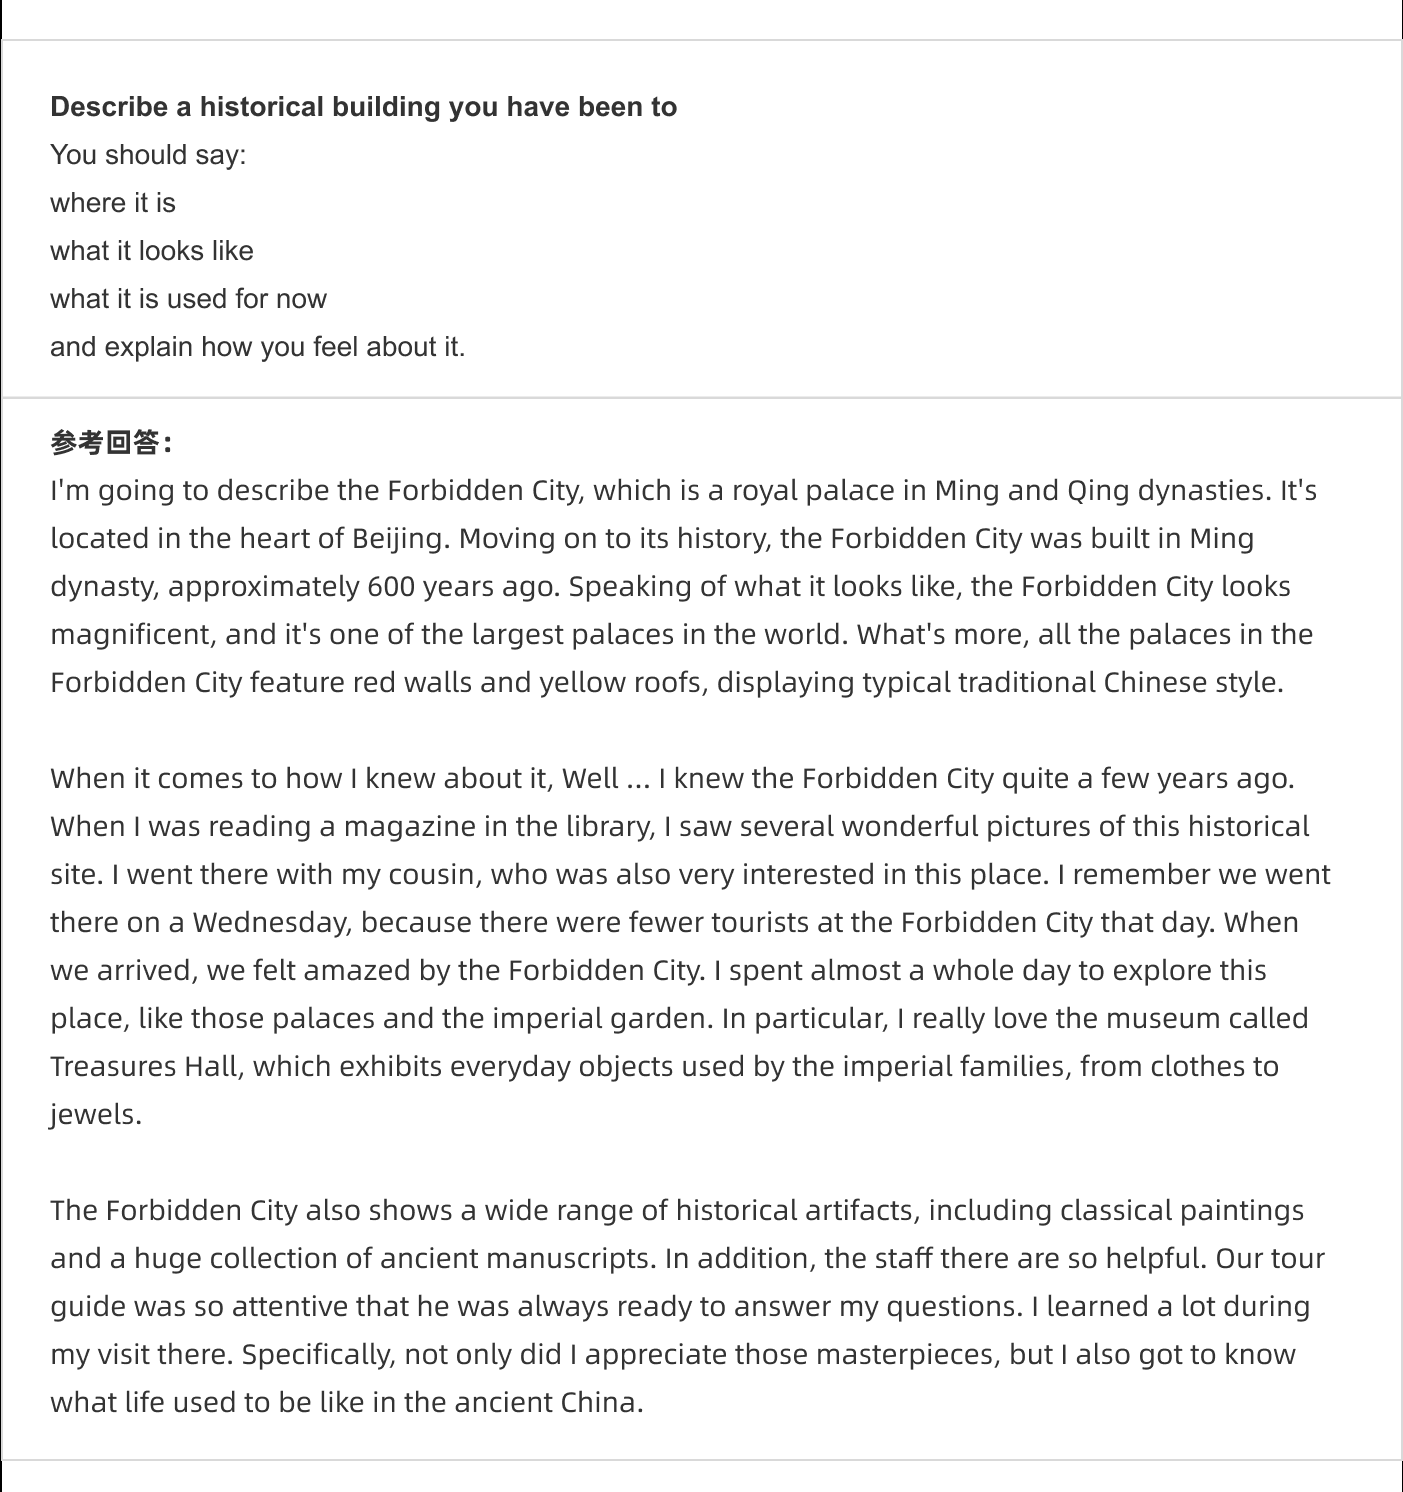 Describe a historical building you have been to
You should say:
where it is
what it looks like
what it is used for now
and explain how you feel about it.
参考回答：
I'm going to describe the Forbidden City, which is a royal palace in Ming and Qing dynasties. It's
located in the heart of Beijing. Moving on to its history, the Forbidden City was built in Ming
dynasty, approximately 600 years ago. Speaking of what it looks like, the Forbidden City looks
magnificent, and it's one of the largest palaces in the world. What's more, all the palaces in the
Forbidden City feature red walls and yellow roofs, displaying typical traditional Chinese style.
When it comes to how I knew about it, Well ... I knew the Forbidden City quite a few years ago.
When I was reading a magazine in the library, I saw several wonderful pictures of this historical
site. I went there with my cousin, who was also very interested in this place. I remember we went
there on a Wednesday, because there were fewer tourists at the Forbidden City that day. When
we arrived, we felt amazed by the Forbidden City. I spent almost a whole day to explore this
place, like those palaces and the imperial garden. In particular, I really love the museum called
Treasures Hall, which exhibits everyday objects used by the imperial families, from clothes to
jewels.
The Forbidden City also shows a wide range of historical artifacts, including classical paintings
and a huge collection of ancient manuscripts. In addition, the staff there are so helpful. Our tour
guide was so attentive that he was always ready to answer my questions. I learned a lot during
my visit there. Specifically, not only did I appreciate those masterpieces, but I also got to know
what life used to be like in the ancient China.